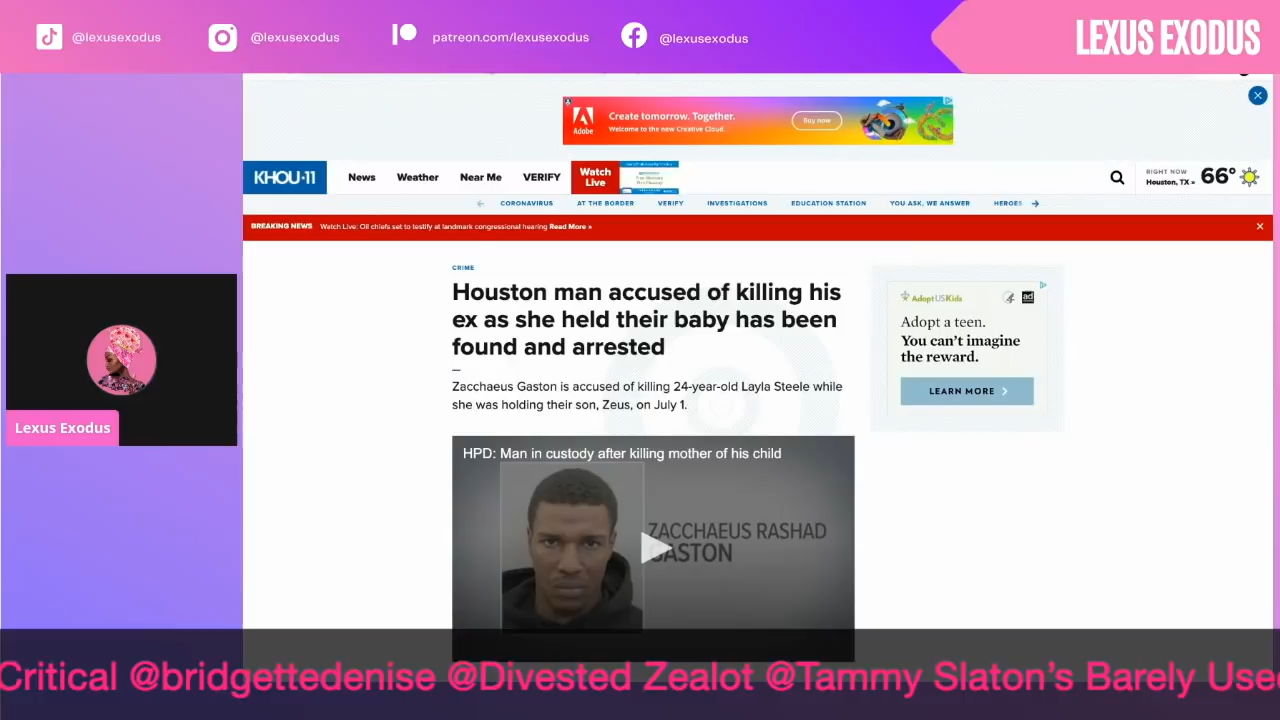 @lexusexodus
@lexusexodus
patreon.com/lexusexodus
@lexusexodus
LEXUS EXODUS
Adobe
Create tomorrow. Together.
Welcome to the new Creative Cloud.
Buy now
KHOU•11
News
Weather
Near Me
VERIFY
Watch
Live
RIGHT NOW
Houston, TX »
66°
CORONAVIRUS
AT THE BORDER
VERIFY
INVESTIGATIONS
EDUCATION STATION
YOU ASK, WE ANSWER
HEROES
BREAKING NEWS Watch Live: Oil chiefs set to testify at landmark congressional hearing Read More »
CRIME
Houston man accused of killing his
ex as she held their baby has been
found and arrested
Zacchaeus Gaston is accused of killing 24-year-old Layla Steele while
she was holding their son, Zeus, on July 1.
AdoptUSKids
ad
Adopt a teen.
You can't imagine
the reward.
LEARN MORE
HPD: Man in custody after killing mother of his child
ZACCHAEUS RASHAD
GASTON
Lexus Exodus
Critical @bridgettedenise @Divested Zealot @Tammy Slaton's Barely Used